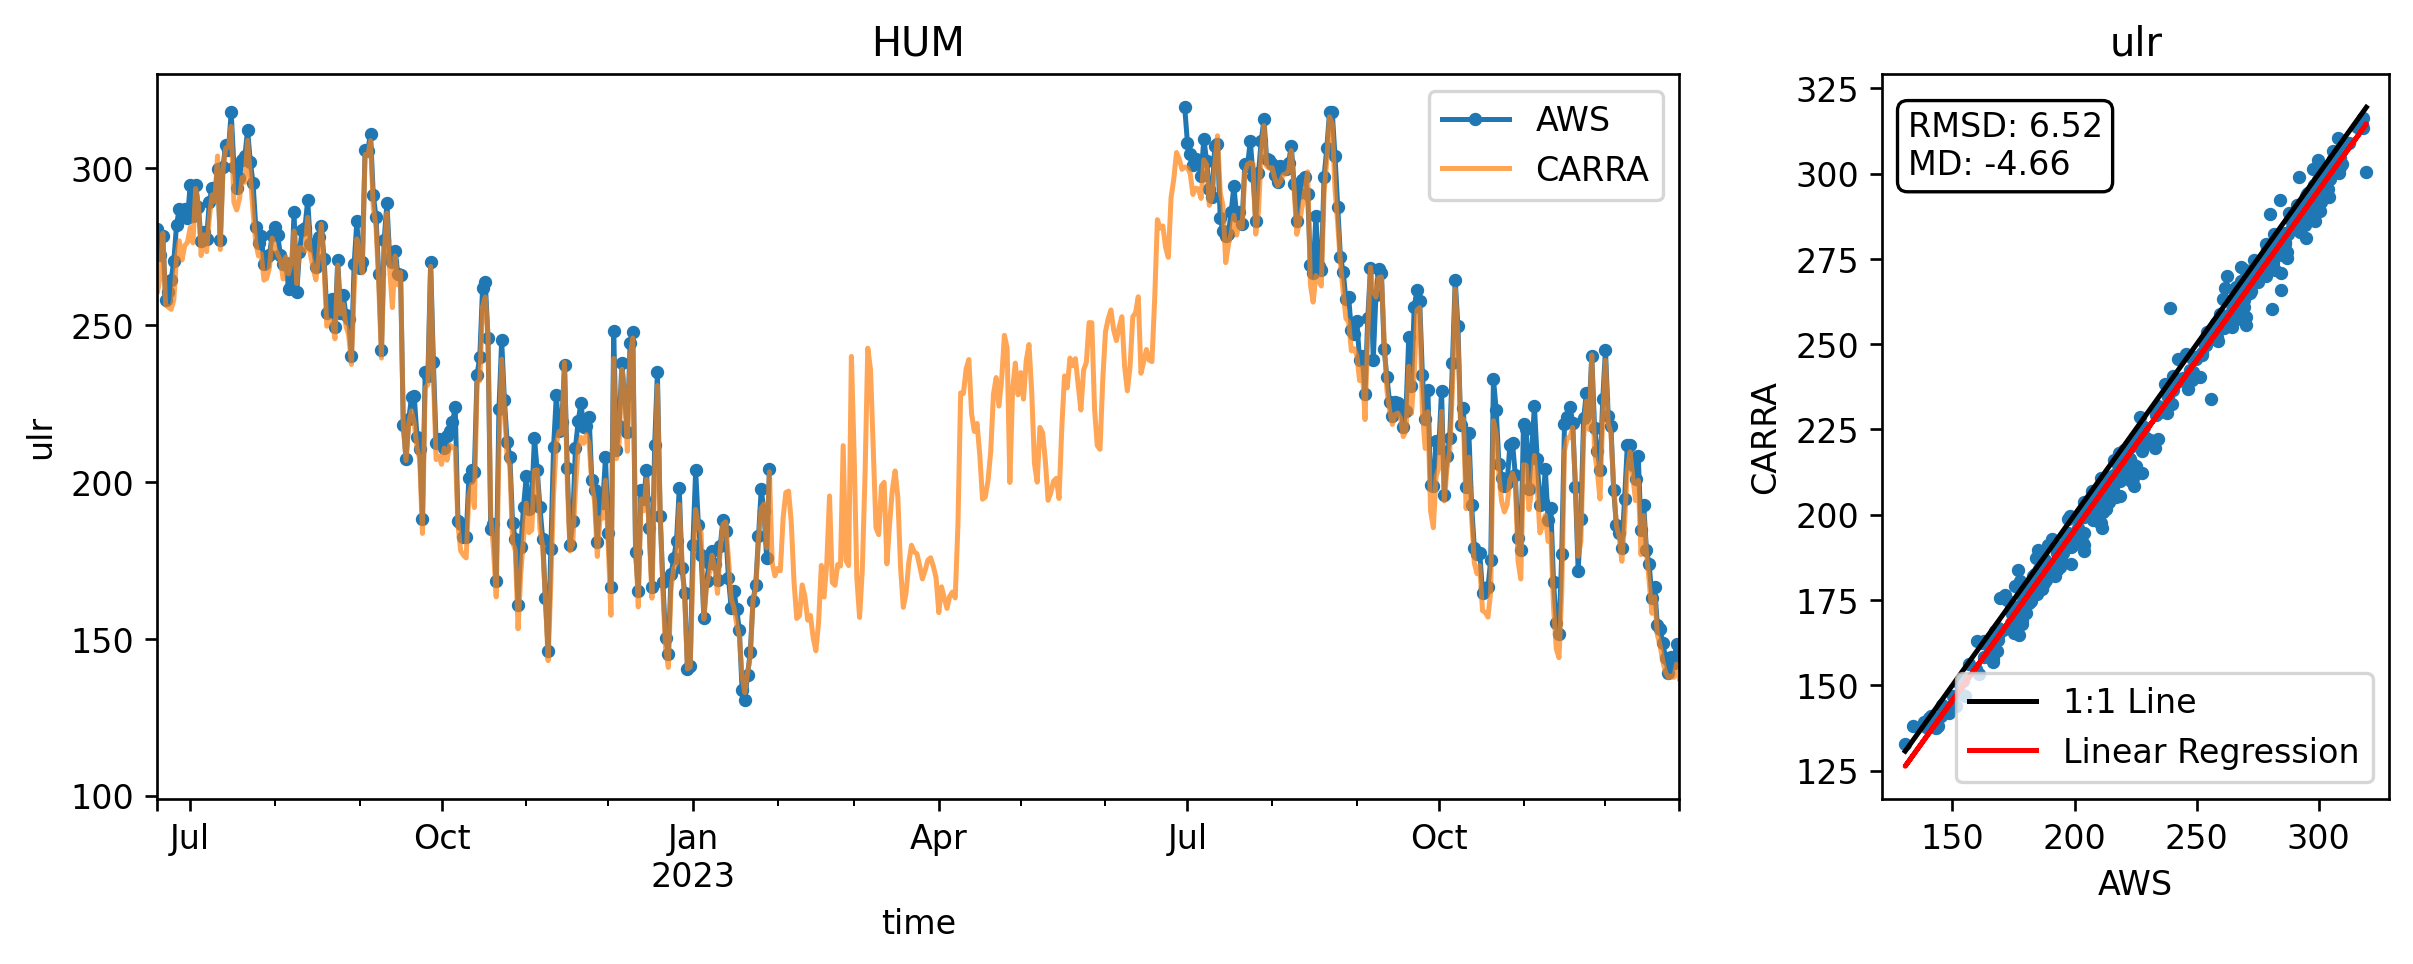 HUM
AWS
CARRA
ulr
300
250
200
150
100
Jul
Oct
Jan
2023
Apr
Jul
Oct
time
ulr
RMSD: 6.52
MD: -4.66
CARRA
325
300
275
250
225
200
175
150
125
1:1 Line
Linear Regression
150
200
250
300
AWS